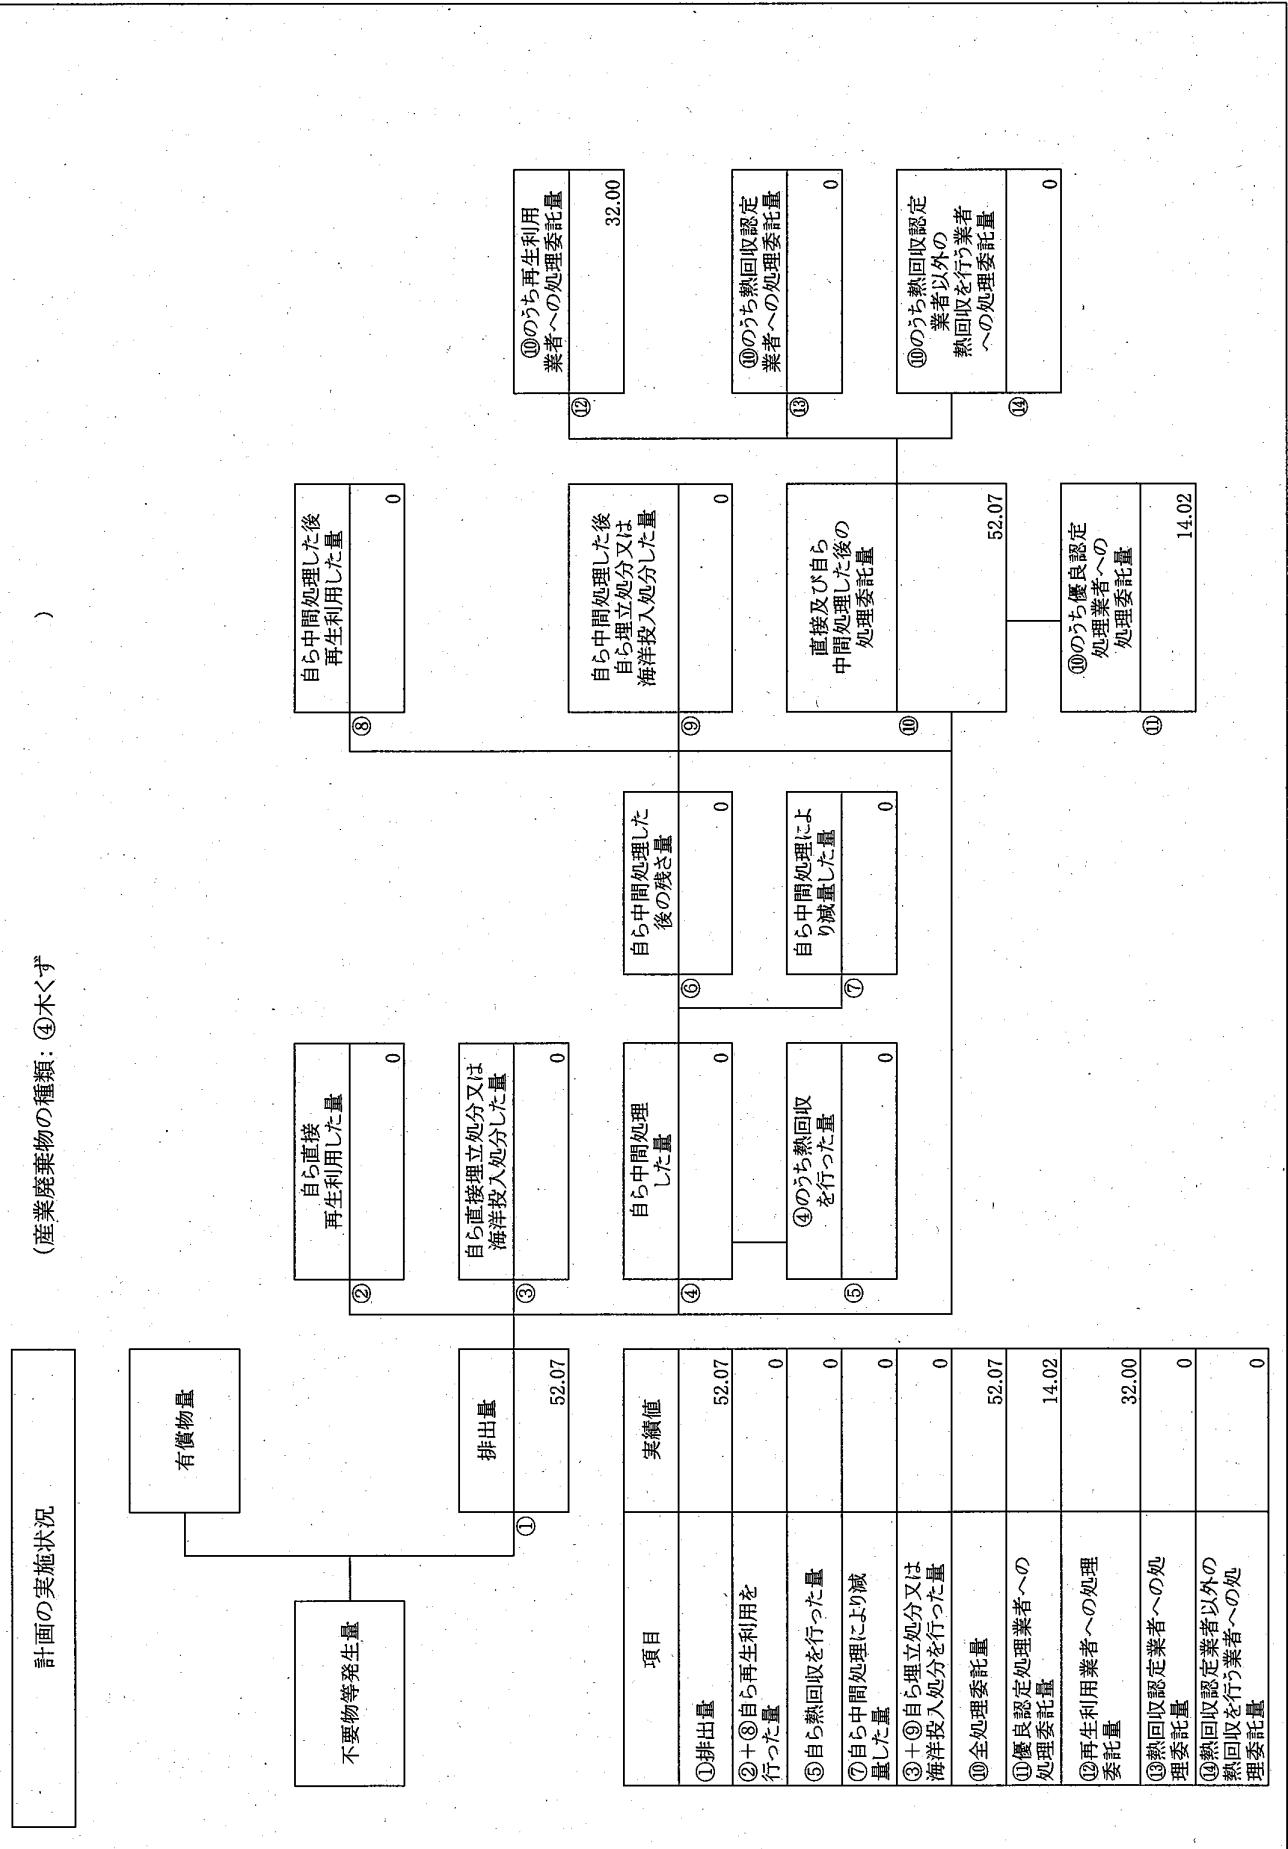 計画の実施状況
(産業廃棄物の種類：④木くず
)
不要物等発生量
有償物量
①
排出量
52.07
②
自ら直接
再生利用した量
0
③
自ら直接埋立処分又は
海洋投入処分した量
0
④
自ら中間処理
した量
0
⑤
④のうち熱回収
を行った量
0
⑥
自ら中間処理した
後の残さ量
0
⑦
自ら中間処理によ
り減量した量
0
⑧
自ら中間処理した後
再生利用した量
0
⑨
自ら中間処理した後
自ら埋立処分又は
海洋投入処分した量
0
⑩
直接及び自ら
中間処理した後の
処理委託量
52.07
⑪
⑩のうち優良認定
処理業者への
処理委託量
14.02
⑫
⑩のうち再生利用
業者への処理委託量
32.00
⑬
⑩のうち熱回収認定
業者への処理委託量
0
⑭
⑩のうち熱回収認定
業者以外の
熱回収を行う業者
への処理委託量
0
項目 実績値
①排出量 52.07
②＋⑧自ら再生利用を
行った量 0
⑤自ら熱回収を行った量 0
⑦自ら中間処理により減
量した量 0
③＋⑨自ら埋立処分又は
海洋投入処分を行った量 0
⑩全処理委託量 52.07
⑪優良認定処理業者への
処理委託量 14.02
⑫再生利用業者への処理
委託量 32.00
⑬熱回収認定業者への処
理委託量 0
⑭熱回収認定業者以外の
熱回収を行う業者への処
理委託量 0